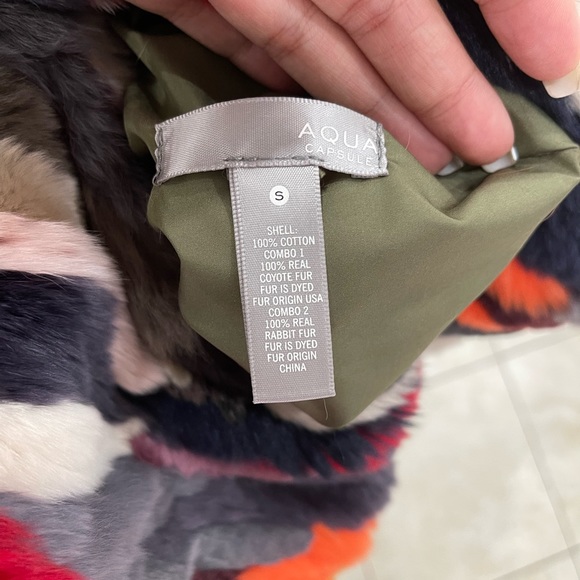 AQUA
CAPSULE
S
SHELL:
100% COTTON
COMBO 1
100% REAL
COYOTE FUR
FUR IS DYED
FUR ORIGIN USA
COMBO 2
100% REAL
RABBIT FUR
FUR IS DYED
FUR ORIGIN
CHINA